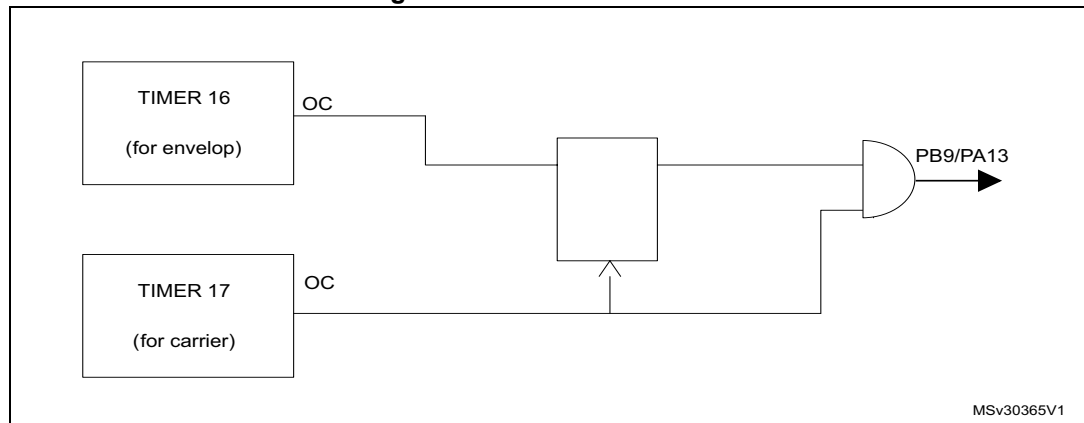 TIMER 16
(for envelop)
OC
PB9/PA13
TIMER 17
(for carrier)
OC
MSv30365V1